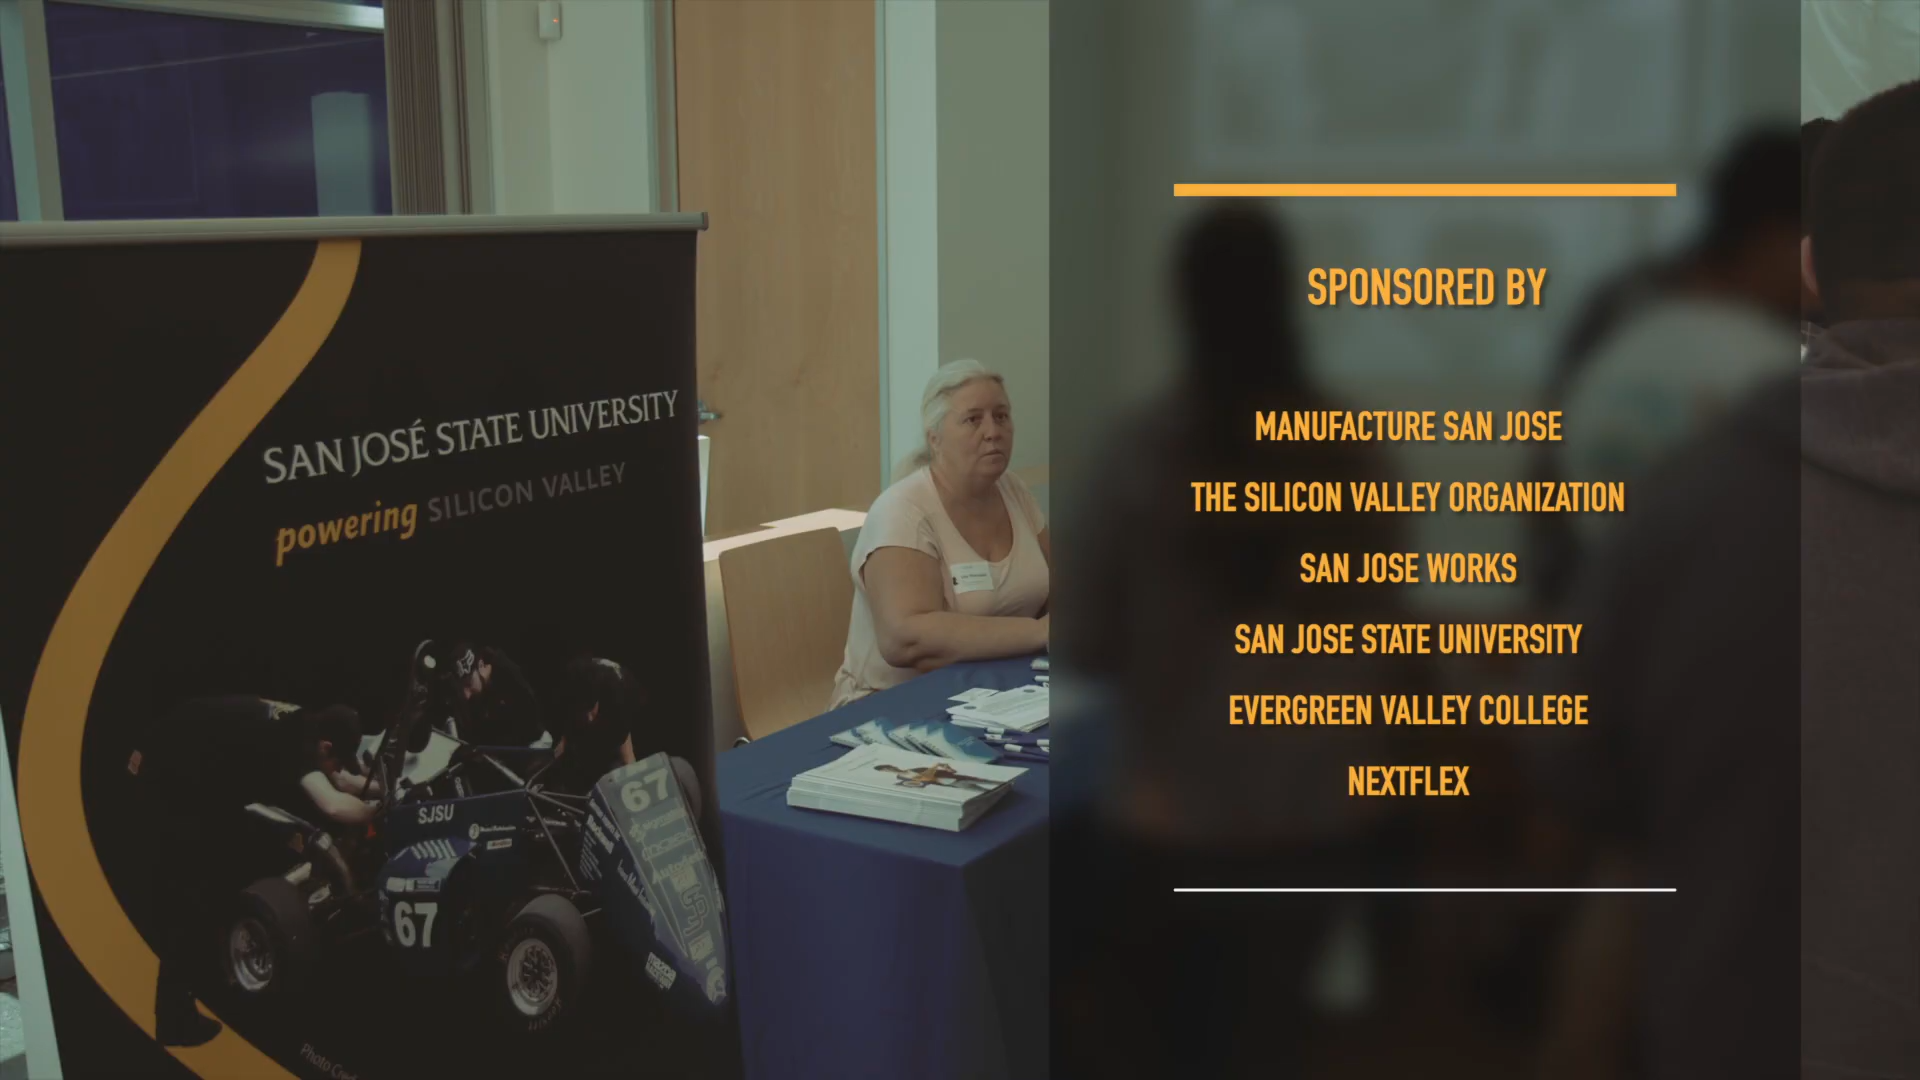 SAN JOSÉ STATE UNIVERSITY
powering SILICON VALLEY
SJSU
67
67
Photo
SPONSORED BY
MANUFACTURE SAN JOSE
THE SILICON VALLEY ORGANIZATION
SAN JOSE WORKS
SAN JOSE STATE UNIVERSITY
EVERGREEN VALLEY COLLEGE
NEXTFLEX